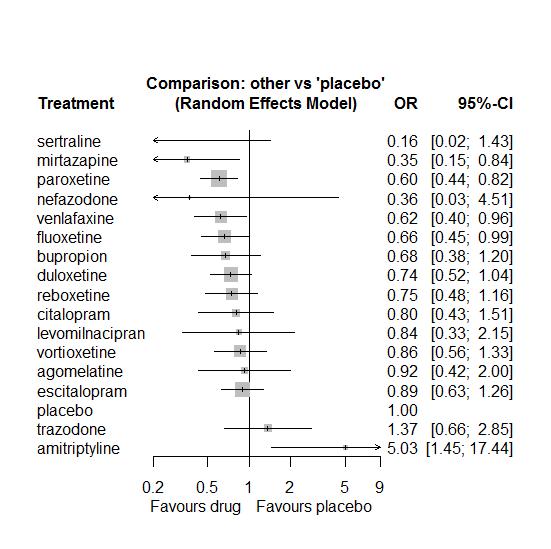 Comparison: other vs 'placebo'
Treatment (Random Effects Model) OR 95%-CI
sertraline 0.16 [0.02; 1.43]
mirtazapine 0.35 [0.15; 0.84]
paroxetine 0.60 [0.44; 0.82]
nefazodone 0.36 [0.03; 4.51]
venlafaxine 0.62 [0.40; 0.96]
fluoxetine 0.66 [0.45; 0.99]
bupropion 0.68 [0.38; 1.20]
duloxetine 0.74 [0.52; 1.04]
reboxetine 0.75 [0.48; 1.16]
citalopram 0.80 [0.43; 1.51]
levomilnacipran 0.84 [0.33; 2.15]
vortioxetine 0.86 [0.56; 1.33]
agomelatine 0.92 [0.42; 2.00]
escitalopram 0.89 [0.63; 1.26]
placebo 1.00
trazodone 1.37 [0.66; 2.85]
amitriptyline 5.03 [1.45; 17.44]
0.2 0.5 1 2 5 9
Favours drug Favours placebo